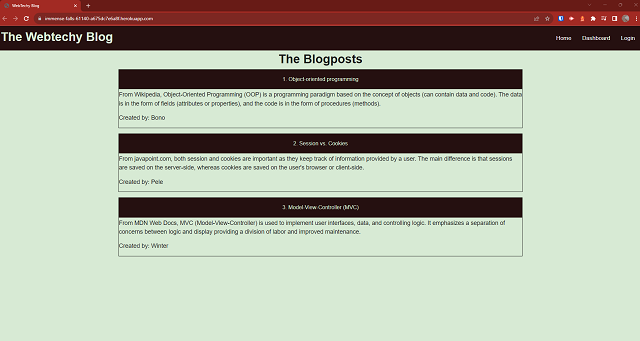 WebTechy Blog
immense-falls-61140-a675dc7e6a8f.herokuapp.com
The Webtechy Blog
Home Dashboard Login
The Blogposts
1. Object-oriented programming
From Wikipedia, Object-Oriented Programming (OOP) is a programming paradigm based on the concept of objects (can contain data and code). The data
is in the form of fields (attributes or properties), and the code is in the form of procedures (methods).
Created by: Bono
2. Session vs. Cookies
From javapoint.com, both session and cookies are important as they keep track of information provided by a user. The main difference is that sessions
are saved on the server-side, whereas cookies are saved on the user's browser or client-side.
Created by: Pele
3. Model-View-Controller (MVC)
From MDN Web Docs, MVC (Model-View-Controller) is used to implement user interfaces, data, and controlling logic. It emphasizes a separation of
concerns between logic and display providing a division of labor and improved maintenance.
Created by: Winter